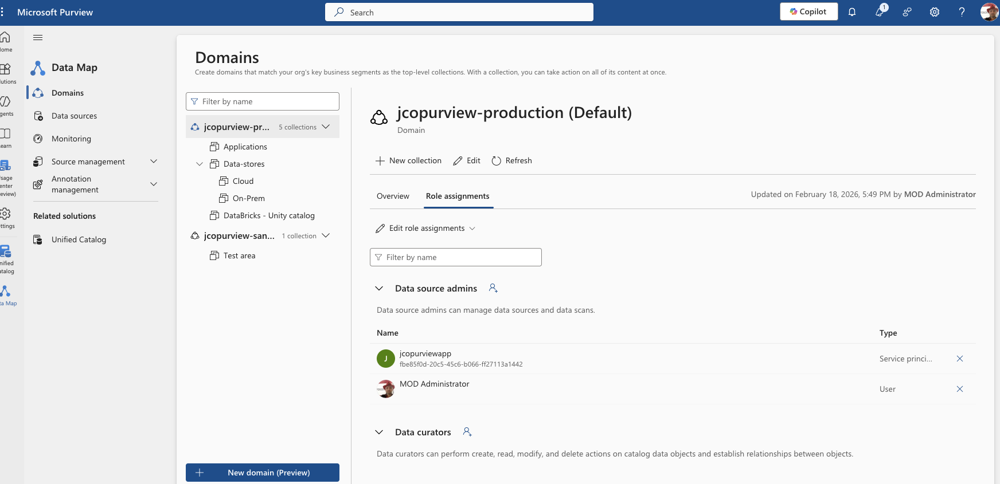 Microsoft Purview
Search
Copilot
1
Home
Domains
Create domains that match your org's key business segments as the top-level collections. With a collection, you can take action on all of its content at once.
Data Map
Domains
Data sources
Monitoring
Source management
Annotation
management
Related solutions
Unified Catalog
ome
lutions
gents
earn
sage
enter
eview)
ttings
nified
atalog
ta Map
Filter by name
jcopurview-pr... 5 collections
Applications
Data-stores
Cloud
On-Prem
DataBricks - Unity catalog
jcopurview-san... 1 collection
Test area
New domain (Preview)
jcopurview-production (Default)
Domain
New collection Edit Refresh
Overview Role assignments
Updated on February 18, 2026, 5:49 PM by MOD Administrator
Edit role assignments
Filter by name
Data source admins
Data source admins can manage data sources and data scans.
Name Type
jcopurviewapp
fbe85f0d-20c5-45c6-b066-ff27113a1442
Service princi...
J
MOD Administrator
User
Data curators
Data curators can perform create, read, modify, and delete actions on catalog data objects and establish relationships between objects.